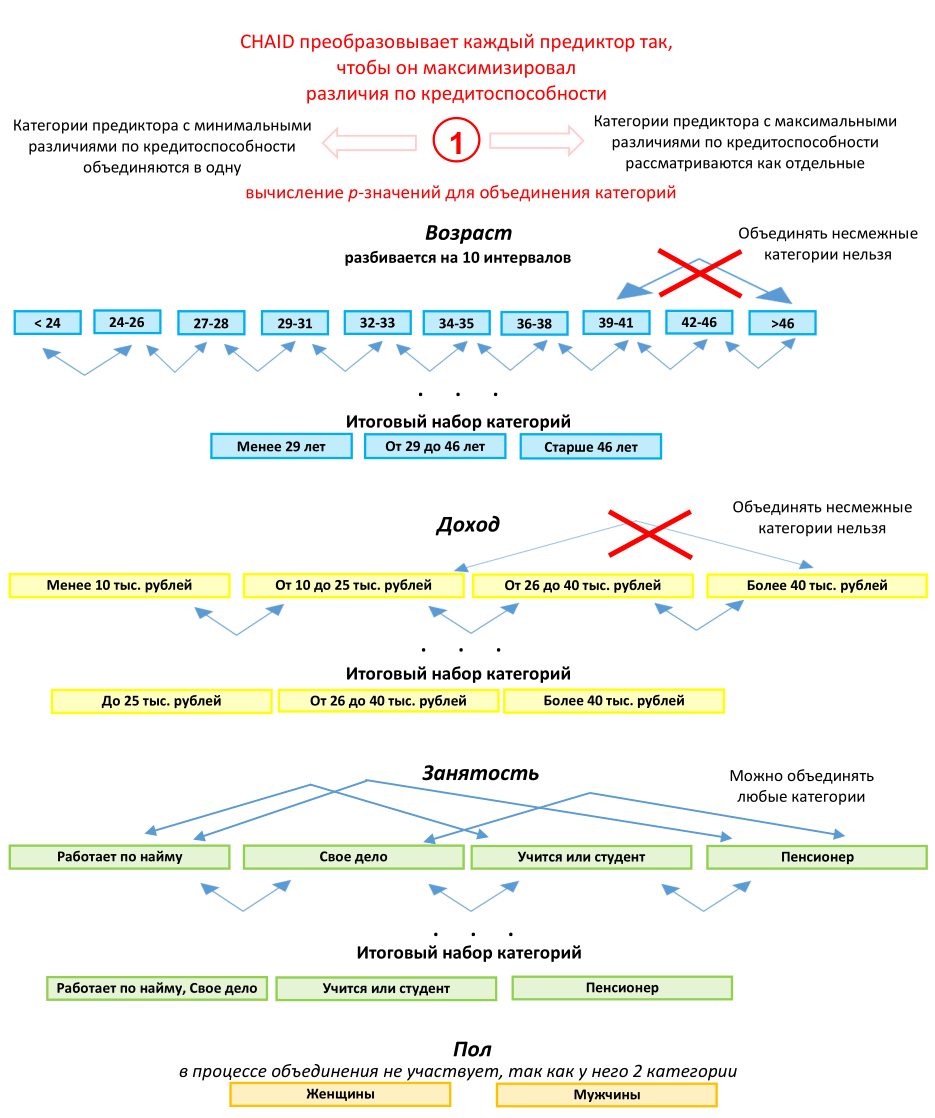 CHAID преобразовывает каждый предиктор так,
чтобы он максимизировал
различия по кредитоспособности
Категории предиктора с минимальными
различиями по кредитоспособности
объединяются в одну
1
Категории предиктора с максимальными
различиями по кредитоспособности
рассматриваются как отдельные
вычисление p-значений для объединения категорий
Возраст
разбивается на 10 интервалов
Объединять несмежные
категории нельзя
< 24
24-26
27-28
29-31
32-33
34-35
36-38
39-41
42-46
>46
. . .
Итоговый набор категорий
Менее 29 лет
От 29 до 46 лет
Старше 46 лет
Доход
Объединять несмежные
категории нельзя
Менее 10 тыс. рублей
От 10 до 25 тыс. рублей
От 26 до 40 тыс. рублей
Более 40 тыс. рублей
. . .
Итоговый набор категорий
До 25 тыс. рублей
От 26 до 40 тыс. рублей
Более 40 тыс. рублей
Занятость
Можно объединять
любые категории
Работает по найму
Свое дело
Учится или студент
Пенсионер
. . .
Итоговый набор категорий
Работает по найму, Свое дело
Учится или студент
Пенсионер
Пол
в процессе объединения не участвует, так как у него 2 категории
Женщины
Мужчины